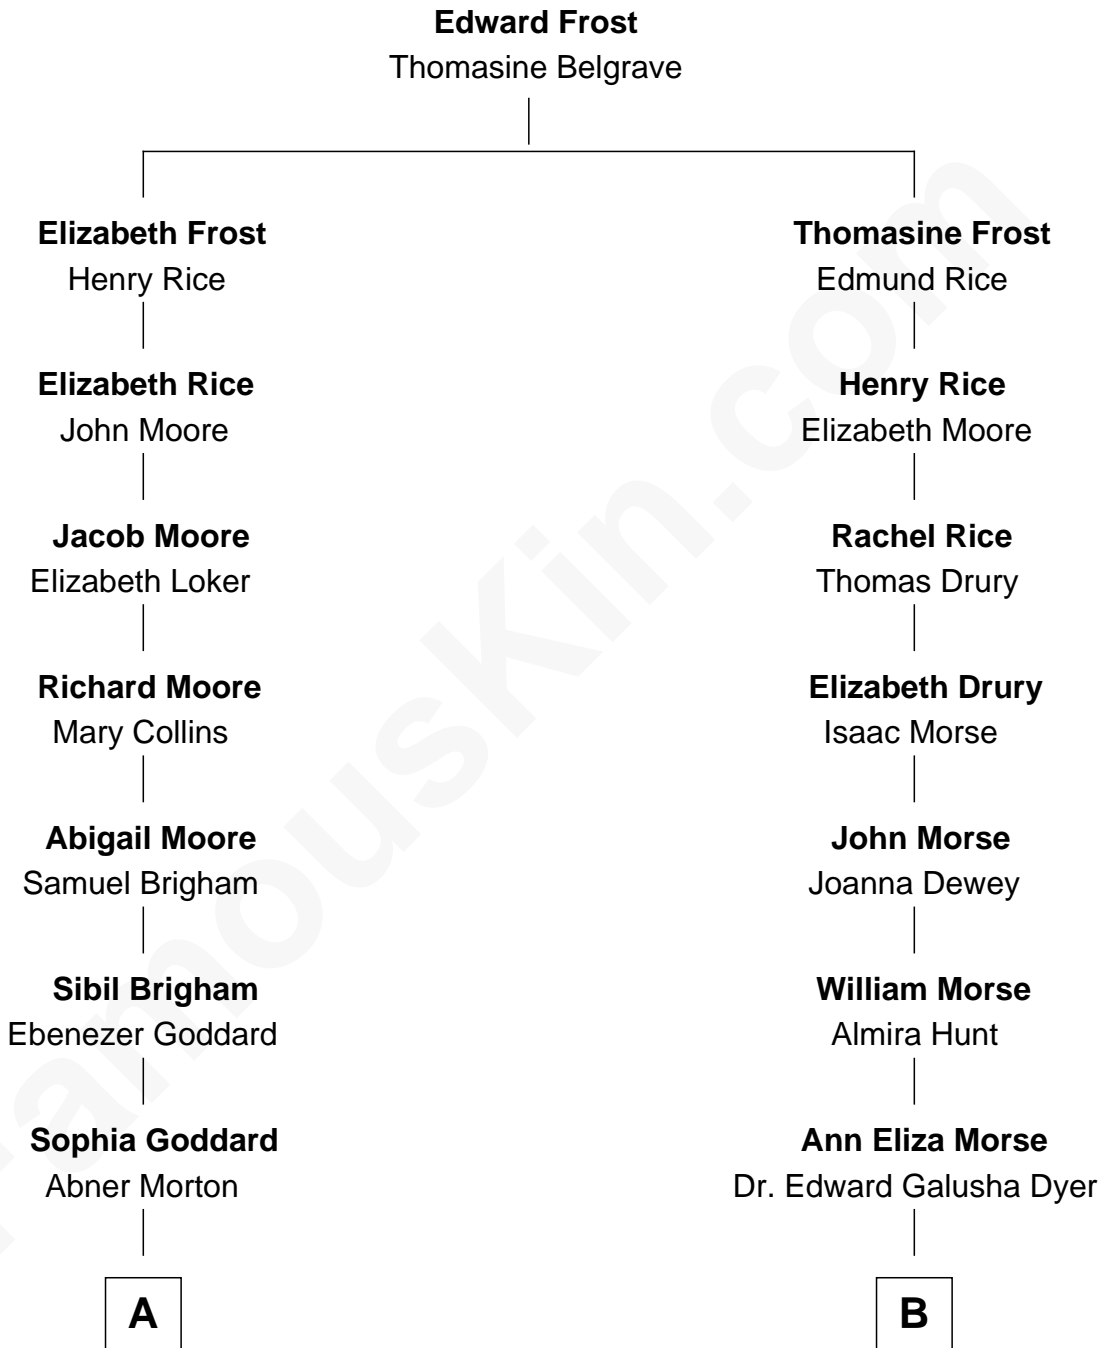 Edward Frost
Thomasine Belgrave
Elizabeth Frost
Henry Rice
Thomasine Frost
Edmund Rice
Elizabeth Rice
John Moore
Henry Rice
Elizabeth Moore
Jacob Moore
Elizabeth Loker
Rachel Rice
Thomas Drury
Richard Moore
Mary Collins
Elizabeth Drury
Isaac Morse
Abigail Moore
Samuel Brigham
John Morse
Joanna Dewey
Sibil Brigham
Ebenezer Goddard
William Morse
Almira Hunt
Sophia Goddard
Abner Morton
Ann Eliza Morse
Dr. Edward Galusha Dyer
A
B
FamousKin.com